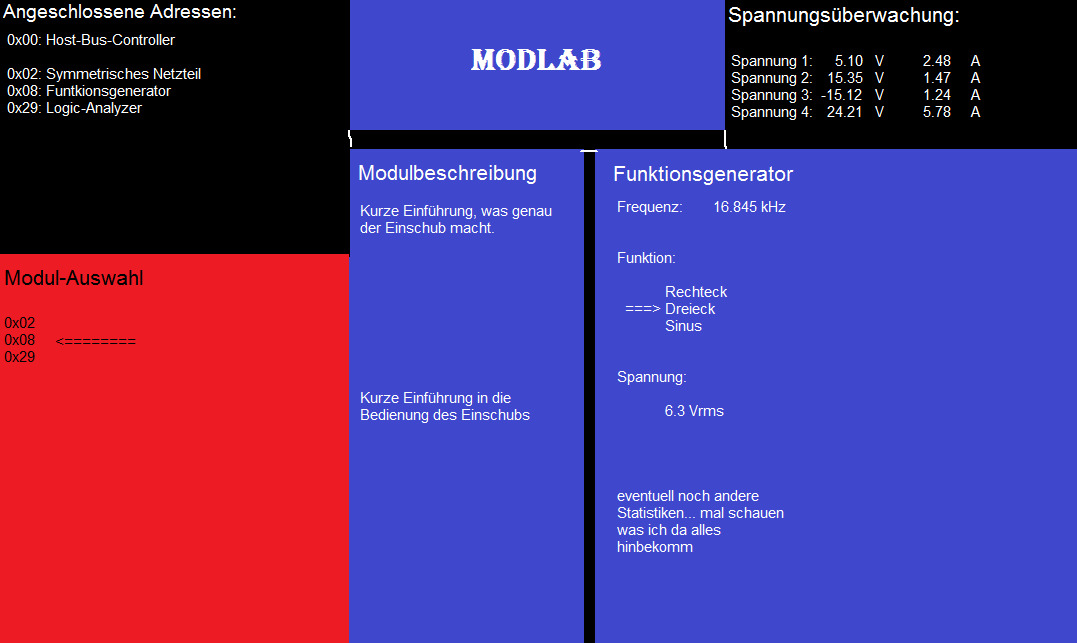 Angeschlossene Adressen:
0x00: Host-Bus-Controller
0x02: Symmetrisches Netzteil
0x08: Funtkionsgenerator
0x29: Logic-Analyzer
MODLAB
Spannungsüberwachung:
Spannung 1: 5.10 V 2.48 A
Spannung 2: 15.35 V 1.47 A
Spannung 3: -15.12 V 1.24 A
Spannung 4: 24.21 V 5.78 A
Modul-Auswahl
0x02
0x08 <========
0x29
Modulbeschreibung
Kurze Einführung, was genau
der Einschub macht.
Kurze Einführung in die
Bedienung des Einschubs
Funktionsgenerator
Frequenz: 16.845 kHz
Funktion:
Rechteck
===> Dreieck
Sinus
Spannung:
6.3 Vrms
eventuell noch andere
Statistiken... mal schauen
was ich da alles
hinbekomm